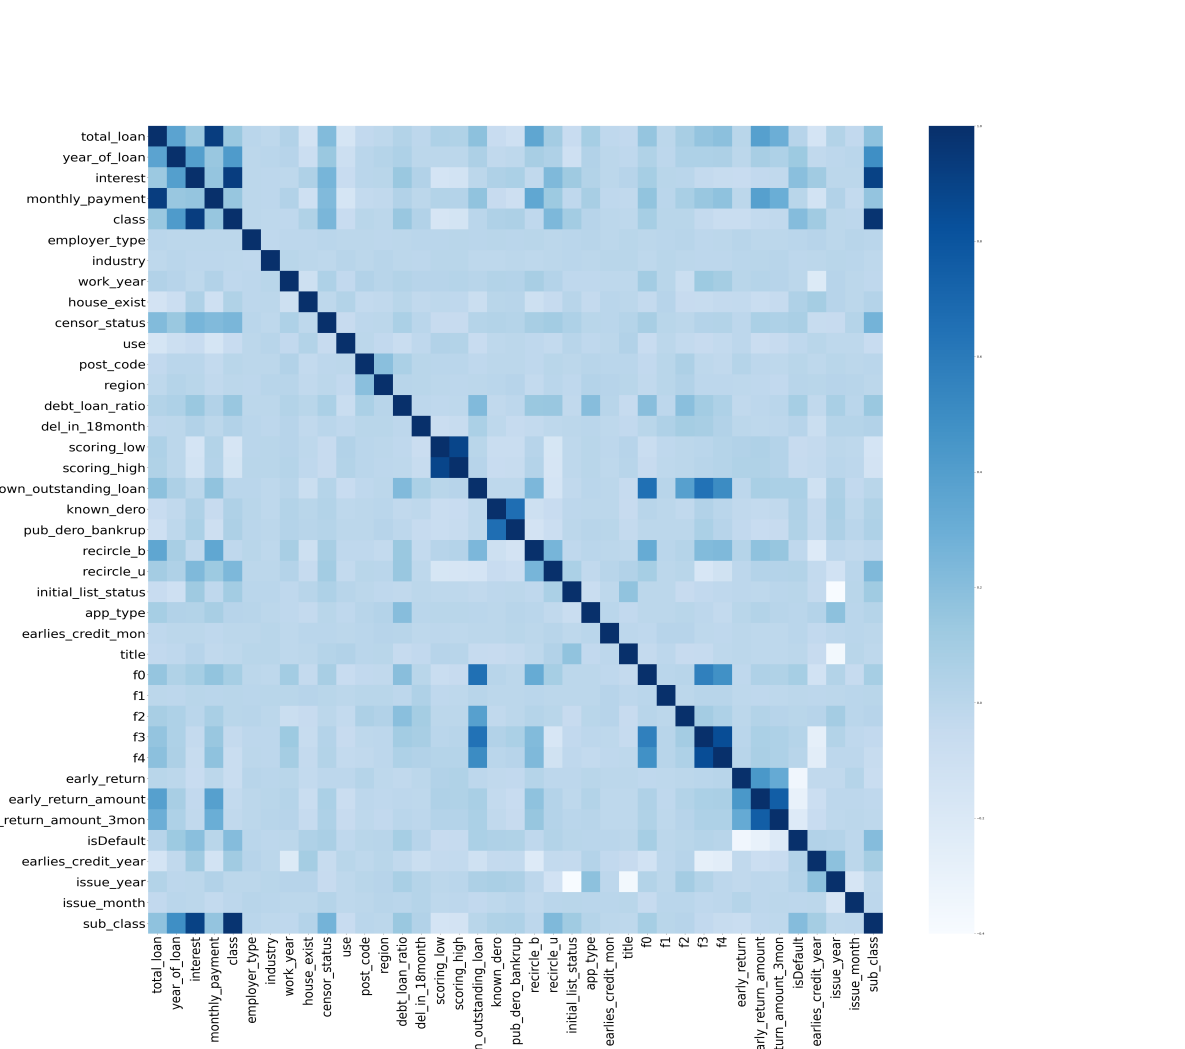 total_loan
year_of_loan
interest
monthly_payment
class
employer_type
industry
work_year
house_exist
censor_status
use
post_code
region
debt_loan_ratio
del_in_18month
scoring_low
scoring_high
own_outstanding_loan
known_dero
pub_dero_bankrup
recircle_b
recircle_u
initial_list_status
app_type
earlies_credit_mon
title
f0
f1
f2
f3
f4
early_return
early_return_amount
_return_amount_3mon
isDefault
earlies_credit_year
issue_year
issue_month
sub_class
total_loan
year_of_loan
interest
monthly_payment
class
employer_type
industry
work_year
house_exist
censor_status
use
post_code
region
debt_loan_ratio
del_in_18month
scoring_low
scoring_high
n_outstanding_loan
known_dero
pub_dero_bankrup
recircle_b
recircle_u
initial_list_status
app_type
earlies_credit_mon
title
f0
f1
f2
f3
f4
early_return
arly_return_amount
turn_amount_3mon
isDefault
earlies_credit_year
issue_year
issue_month
sub_class